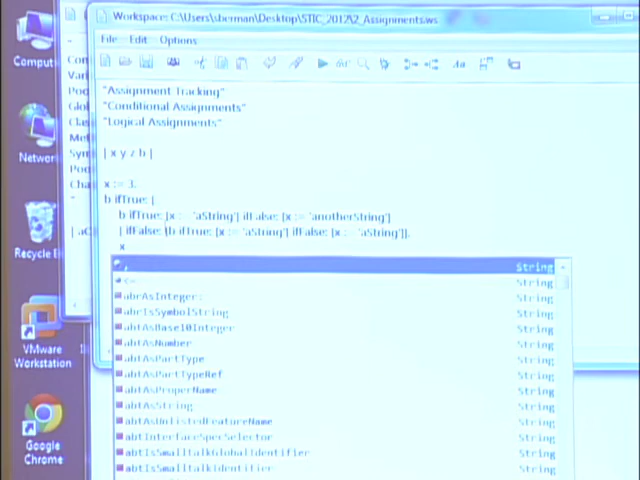 Workspace: C:\Users\sherman\Desktop\STIC_2012\2_Assignments.ws
File Edit Options
"Assignment Tracking"
"Conditional Assignments"
"Logical Assignments"
| x y z b |
x := 3.
b ifTrue: [
b ifTrue: [x := 'aString'] ifFalse: [x := 'anotherString']
] ifFalse: [b ifTrue: [x := 'aString'] ifFalse: [x := 'aString']].
x
, String
<= String
abrAsInteger: String
abrIsSymbolString String
abtAsBase10Integer String
abtAsNumber String
abtAsPartType String
abtAsPartTypeRef String
abtAsProperName String
abtAsString String
abtAsUnlistedFeatureName String
abtInterfaceSpecSelector String
abtIsSmalltalkGlobalIdentifier String
abtIsSmalltalkIdentifier String
Comput
Network
Recycle
VMware
Workstation
Google
Chrome